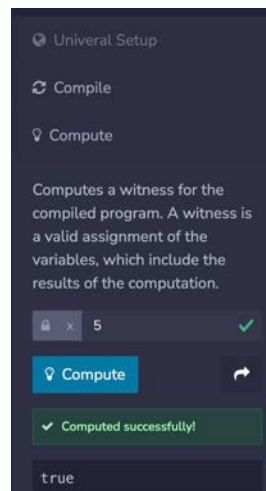 Univeral Setup
Compile
Compute
Computes a witness for the
compiled program. A witness is
a valid assignment of the
variables, which include the
results of the computation.
x 5
Compute
Computed successfully!
true